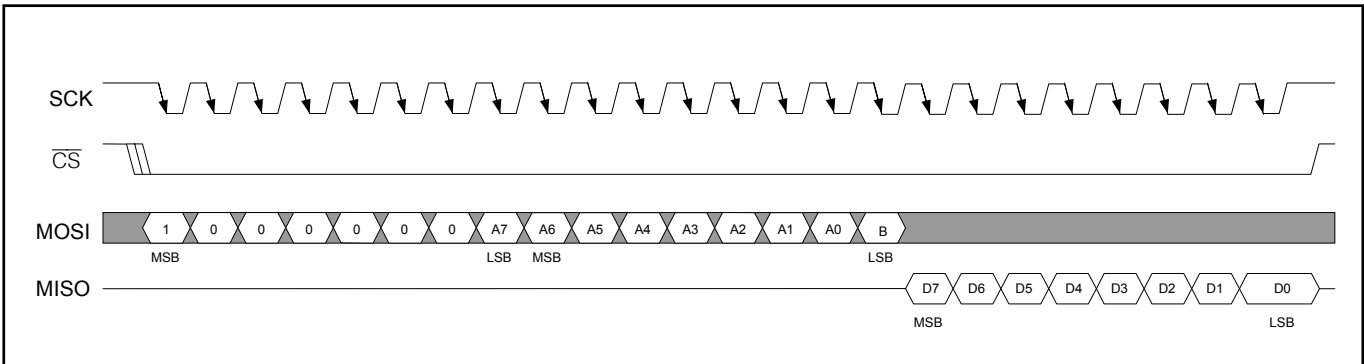 SCK
CS
MOSI 1 0 0 0 0 0 0 A7 A6 A5 A4 A3 A2 A1 A0 B
MSB LSB MSB LSB
MISO D7 D6 D5 D4 D3 D2 D1 D0
MSB LSB